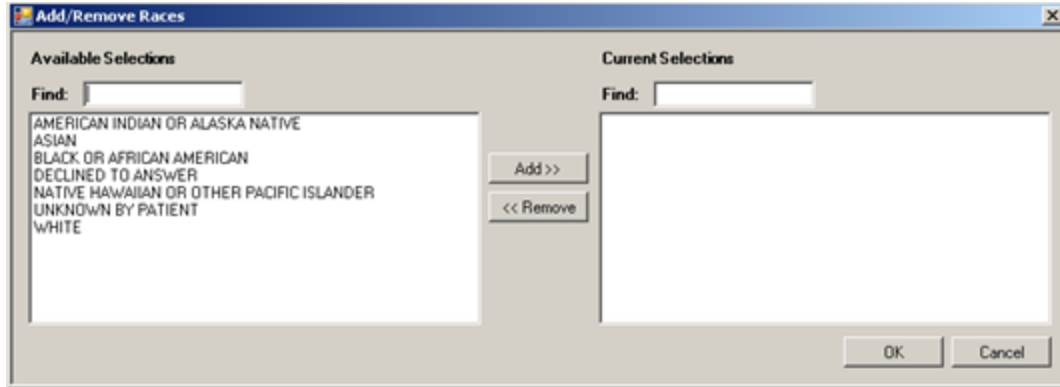 Add/Remove Races
Available Selections
Current Selections
Find:
Find:
AMERICAN INDIAN OR ALASKA NATIVE
ASIAN
BLACK OR AFRICAN AMERICAN
DECLINED TO ANSWER
NATIVE HAWAIIAN OR OTHER PACIFIC ISLANDER
UNKNOWN BY PATIENT
WHITE
Add >>
<< Remove
OK
Cancel